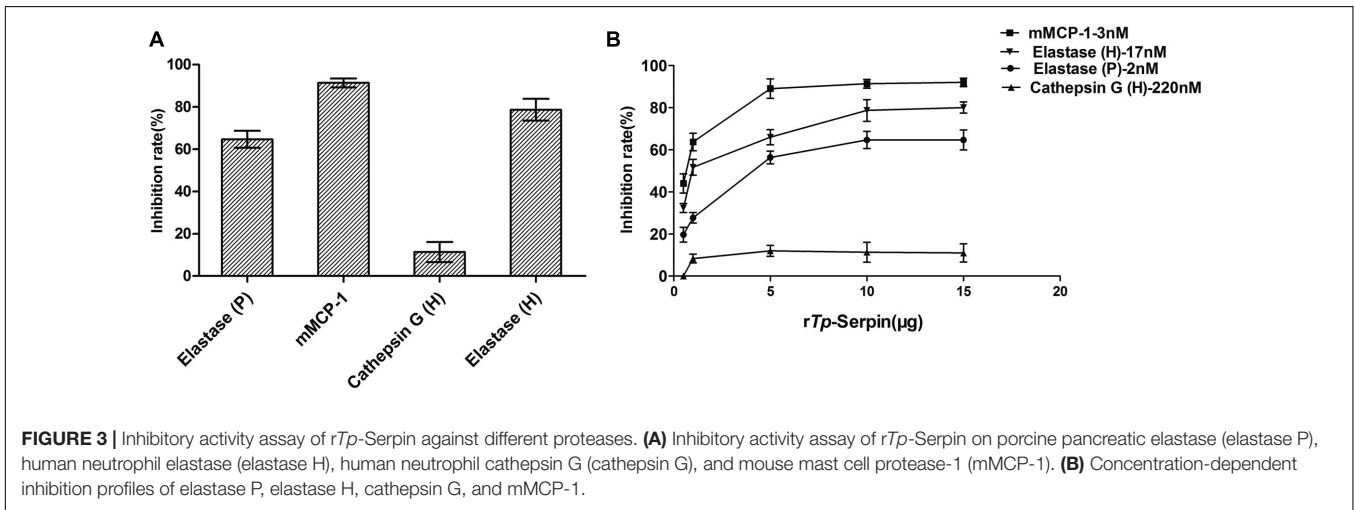 A
Inhibition rate(%)
100
80
60
40
20
0
Elastase (P)
mMCP-1
Cathepsin G (H)
Elastase (H)
B
Inhibition rate(%)
100
80
60
40
20
0
0
5
10
15
20
rTp-Serpin(μg)
mMCP-1-3nM
Elastase (H)-17nM
Elastase (P)-2nM
Cathepsin G (H)-220nM
FIGURE 3 | Inhibitory activity assay of rTp-Serpin against different proteases. (A) Inhibitory activity assay of rTp-Serpin on porcine pancreatic elastase (elastase P),
human neutrophil elastase (elastase H), human neutrophil cathepsin G (cathepsin G), and mouse mast cell protease-1 (mMCP-1). (B) Concentration-dependent
inhibition profiles of elastase P, elastase H, cathepsin G, and mMCP-1.